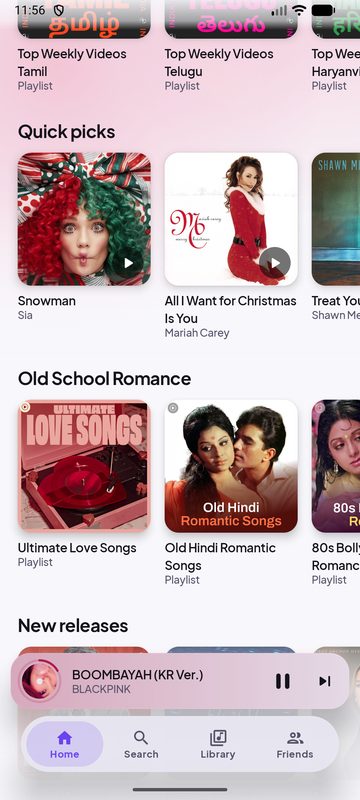 11:56
தமிழ்
తెలుగు
Top Weekly Videos
Tamil
Playlist
Top Weekly Videos
Telugu
Playlist
Top Wee
Haryanvi
Playlist
Quick picks
Mariah Carey
Merry Christmas
SHAWN ME
Snowman
Sia
All I Want for Christmas
Is You
Mariah Carey
Treat You
Shawn Me
Old School Romance
ULTIMATE
LOVE SONGS
Old Hindi
Romantic Songs
80s B
Ultimate Love Songs
Playlist
Old Hindi Romantic
Songs
Playlist
80s Bolly
Romanc
Playlist
New releases
BOOMBAYAH (KR Ver.)
BLACKPINK
Home
Search
Library
Friends